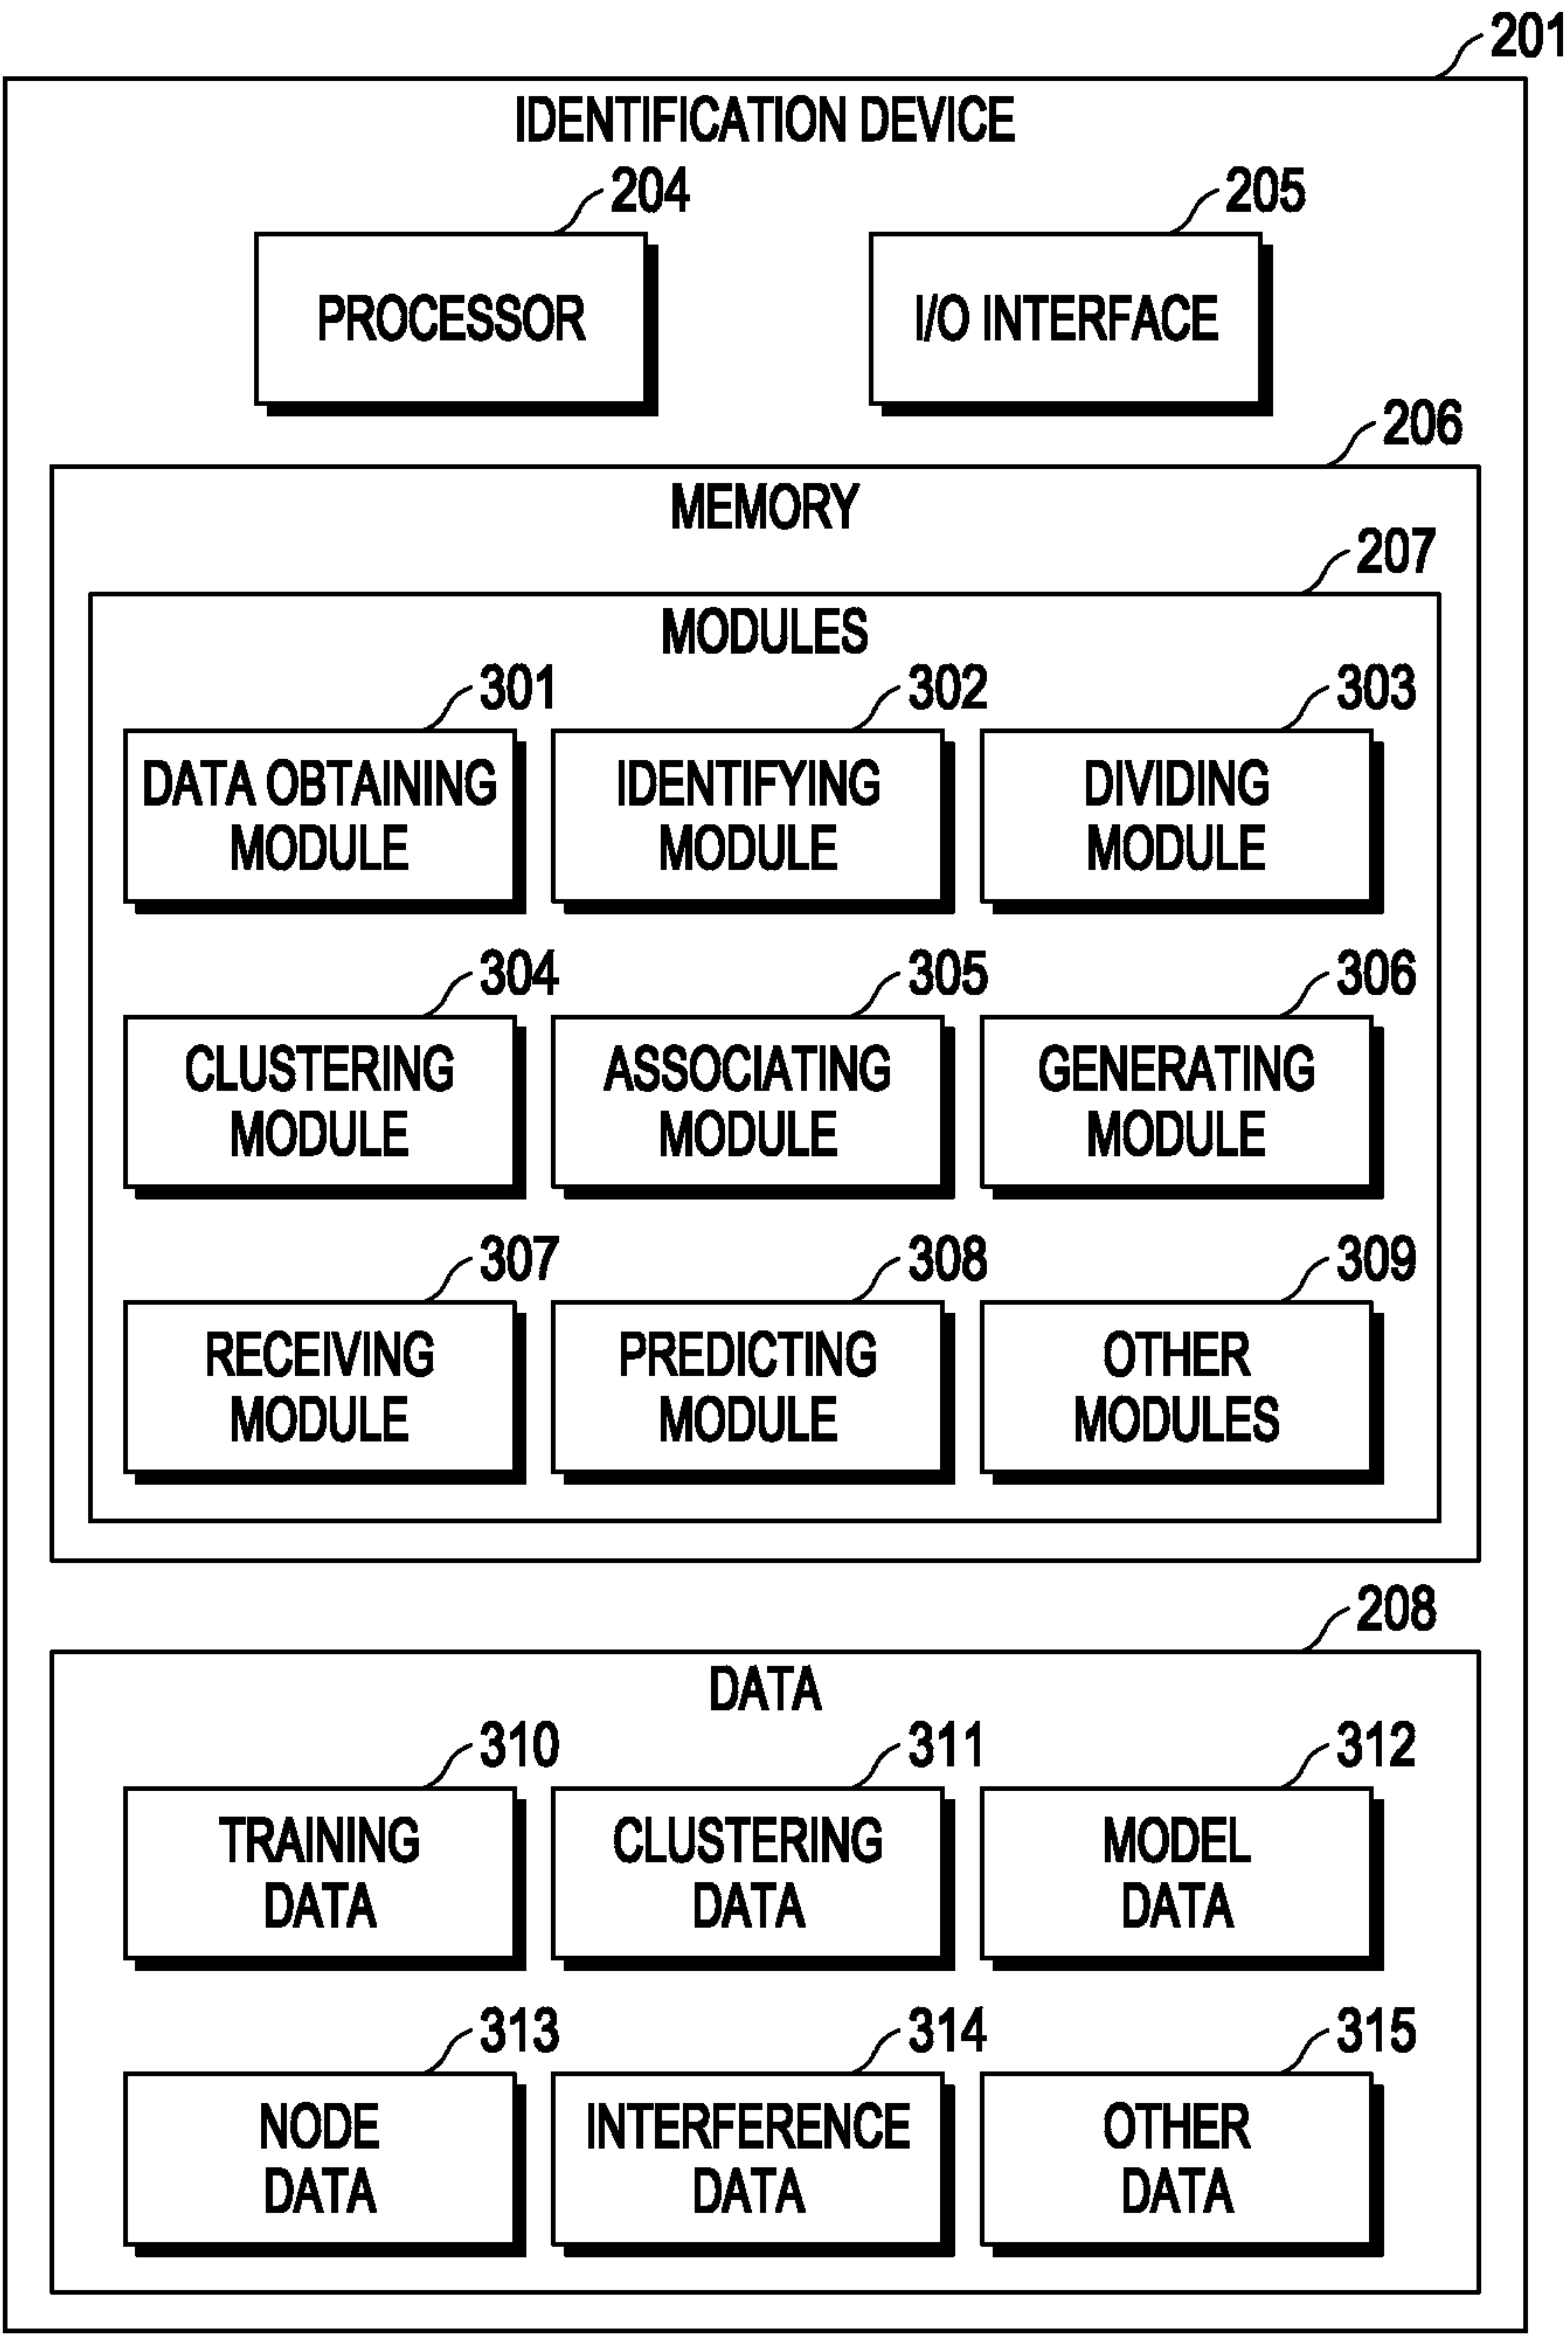 201
IDENTIFICATION DEVICE
204
205
PROCESSOR
I/O INTERFACE
206
MEMORY
207
MODULES
301
302
303
DATA OBTAINING
MODULE
IDENTIFYING
MODULE
DIVIDING
MODULE
304
305
306
CLUSTERING
MODULE
ASSOCIATING
MODULE
GENERATING
MODULE
307
308
309
RECEIVING
MODULE
PREDICTING
MODULE
OTHER
MODULES
208
DATA
310
311
312
TRAINING
DATA
CLUSTERING
DATA
MODEL
DATA
313
314
315
NODE
DATA
INTERFERENCE
DATA
OTHER
DATA